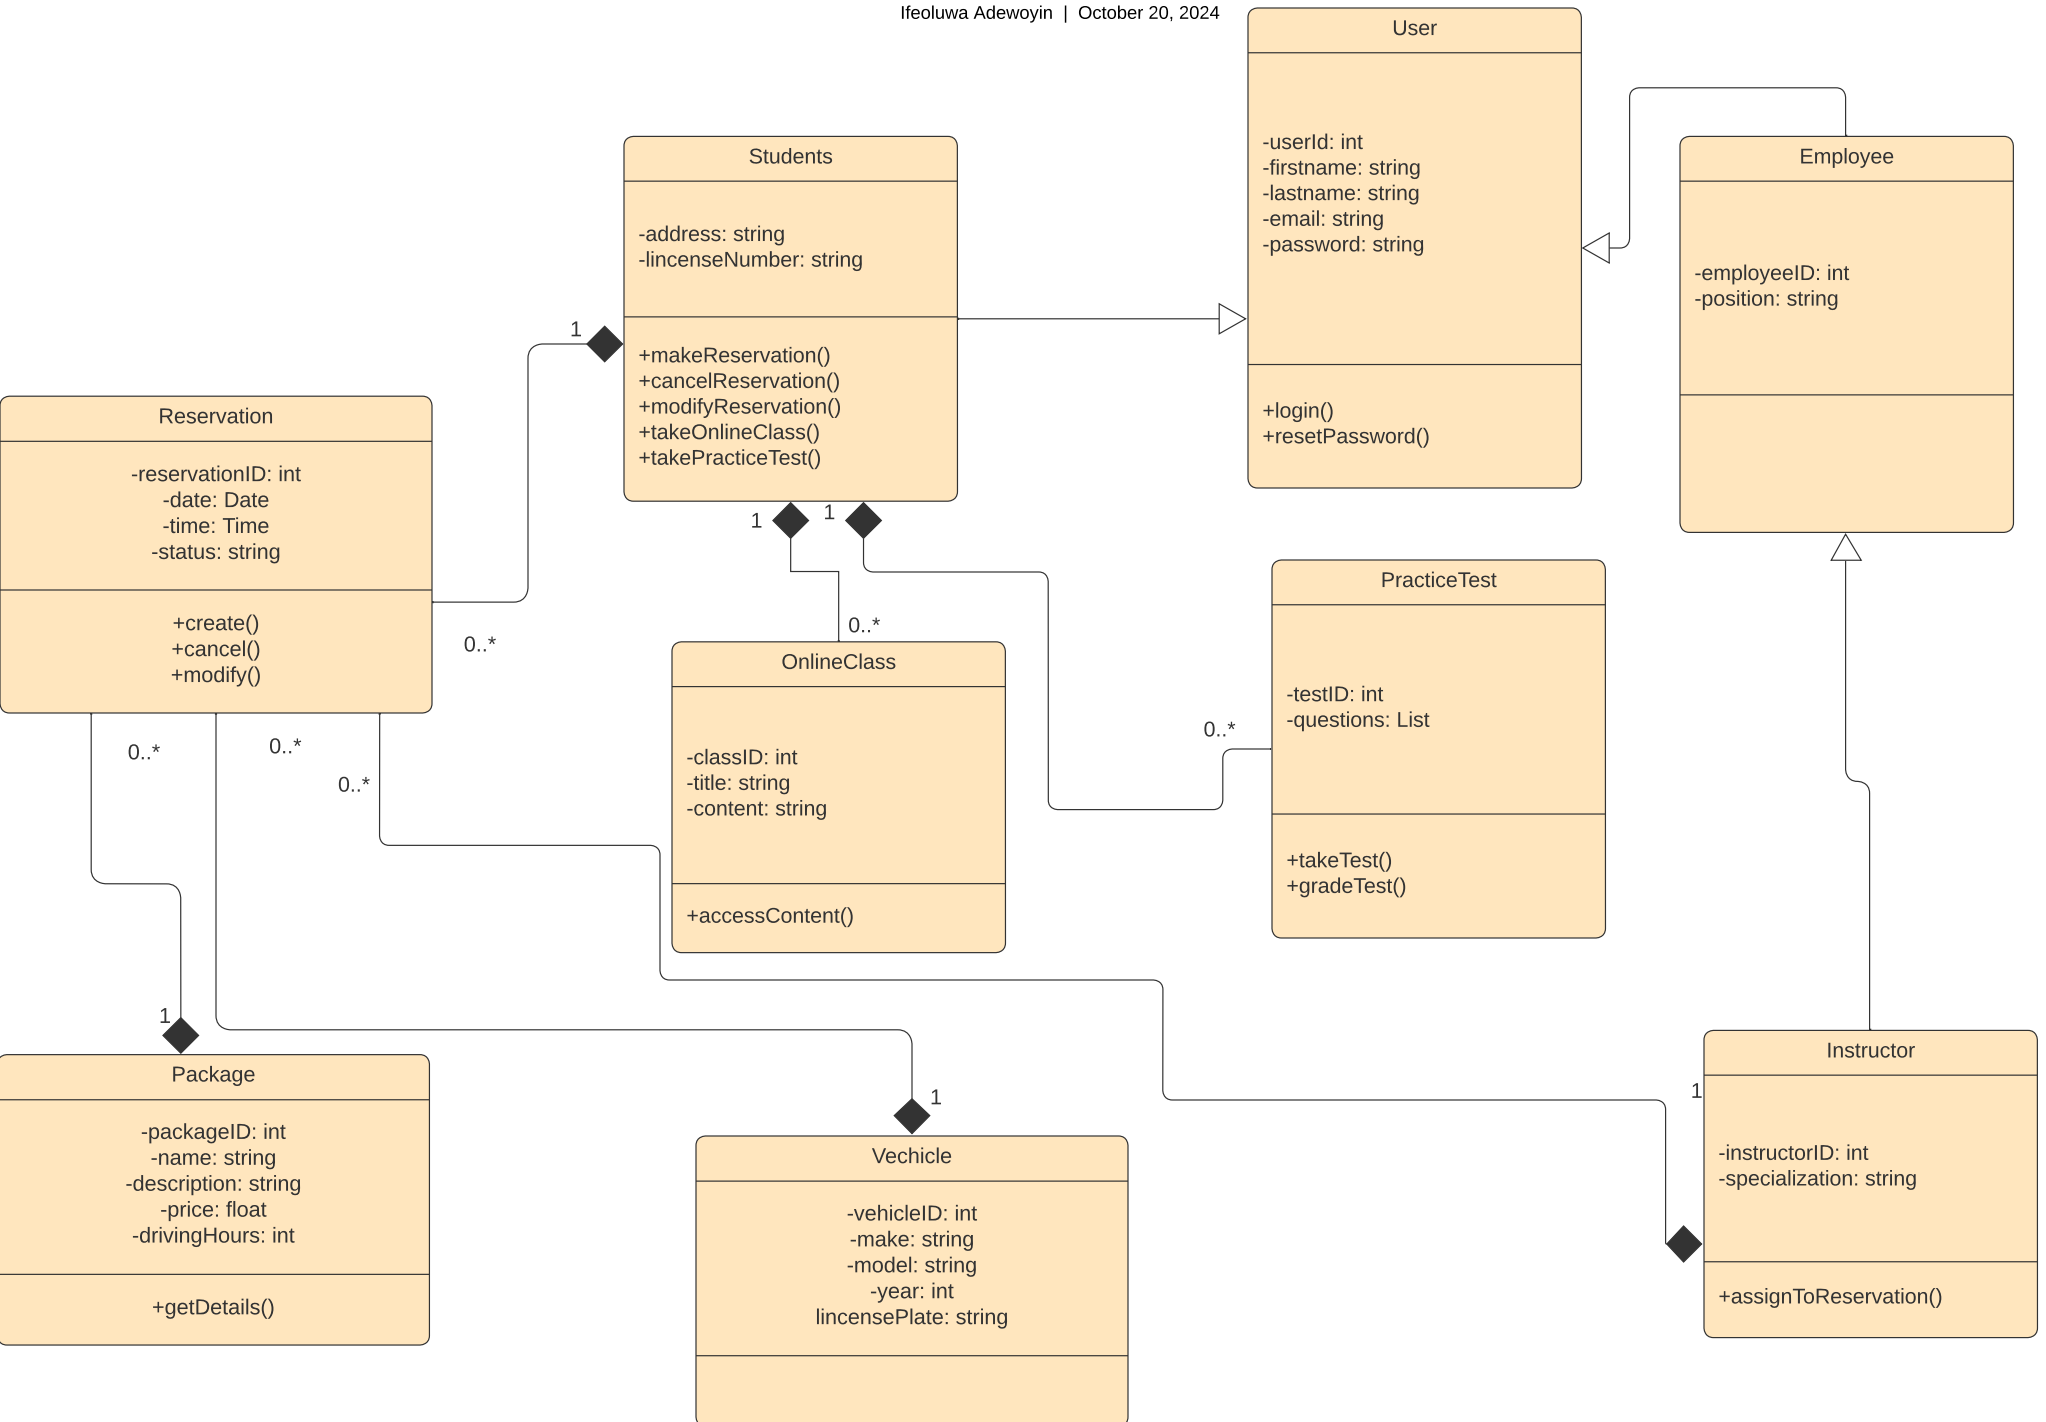 Ifeoluwa Adewoyin | October 20, 2024
User
-userId: int
-firstname: string
-lastname: string
-email: string
-password: string
+login()
+resetPassword()
Employee
-employeeID: int
-position: string
Students
-address: string
-lincenseNumber: string
+makeReservation()
+cancelReservation()
+modifyReservation()
+takeOnlineClass()
+takePracticeTest()
1
Reservation
-reservationID: int
-date: Date
-time: Time
-status: string
+create()
+cancel()
+modify()
0..*
1
1
0..*
OnlineClass
-classID: int
-title: string
-content: string
+accessContent()
PracticeTest
-testID: int
-questions: List
+takeTest()
+gradeTest()
0..*
0..*
0..*
0..*
1
Package
-packageID: int
-name: string
-description: string
-price: float
-drivingHours: int
+getDetails()
1
Vechicle
-vehicleID: int
-make: string
-model: string
-year: int
lincensePlate: string
1
Instructor
-instructorID: int
-specialization: string
+assignToReservation()